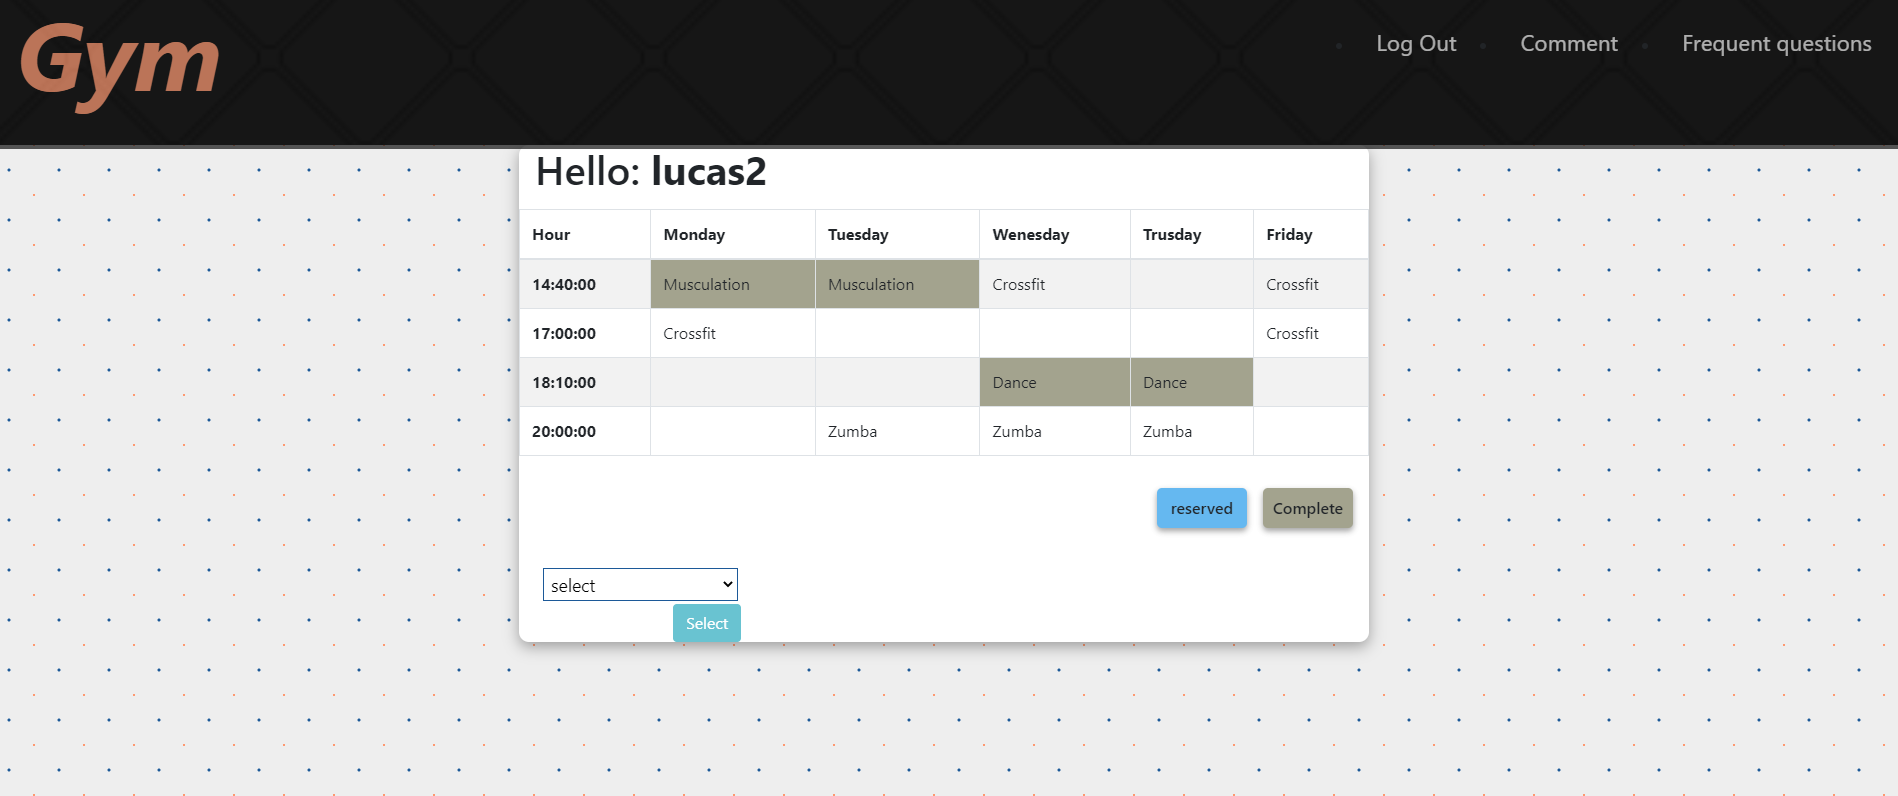 Gym
Log Out Comment Frequent questions
Hello: lucas2
Hour Monday Tuesday Wenesday Trusday Friday
14:40:00 Musculation Musculation Crossfit Crossfit
17:00:00 Crossfit Crossfit
18:10:00 Dance Dance
20:00:00 Zumba Zumba Zumba
reserved Complete
select
Select